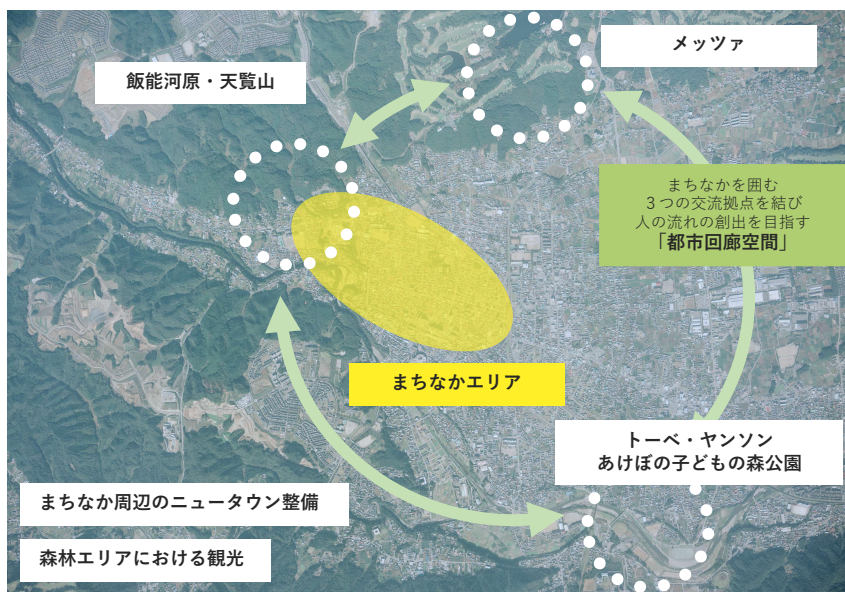 メッツァ
飯能河原・天覧山
まちなかを囲む
３つの交流拠点を結び
人の流れの創出を目指す
「都市回廊空間」
まちなかエリア
トーベ・ヤンソン
あけぼの子どもの森公園
まちなか周辺のニュータウン整備
森林エリアにおける観光